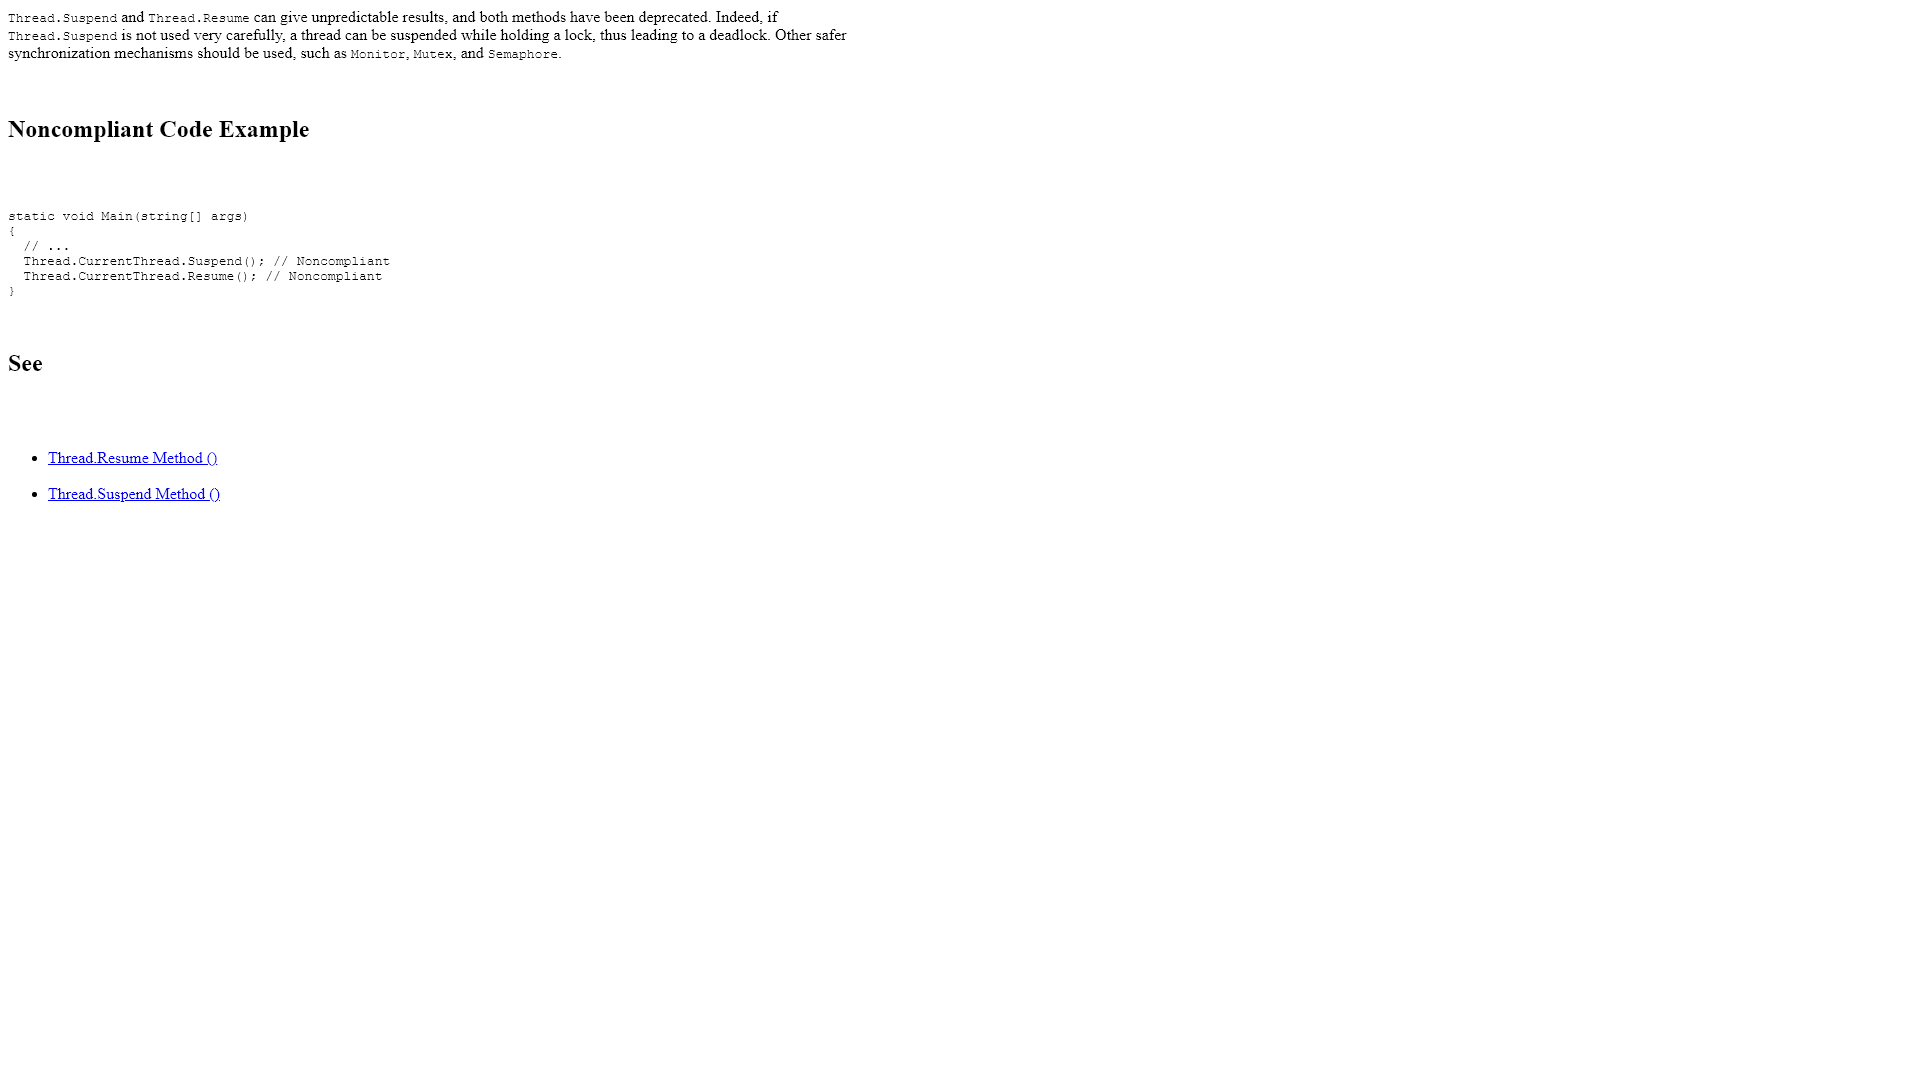 Thread.Suspend and Thread.Resume can give unpredictable results, and both methods have been deprecated. Indeed, if
Thread.Suspend is not used very carefully, a thread can be suspended while holding a lock, thus leading to a deadlock. Other safer
synchronization mechanisms should be used, such as Monitor, Mutex, and Semaphore.
Noncompliant Code Example
static void Main(string[] args)
{
  // ...
  Thread.CurrentThread.Suspend(); // Noncompliant
  Thread.CurrentThread.Resume(); // Noncompliant
}
See
• Thread.Resume Method ()
• Thread.Suspend Method ()